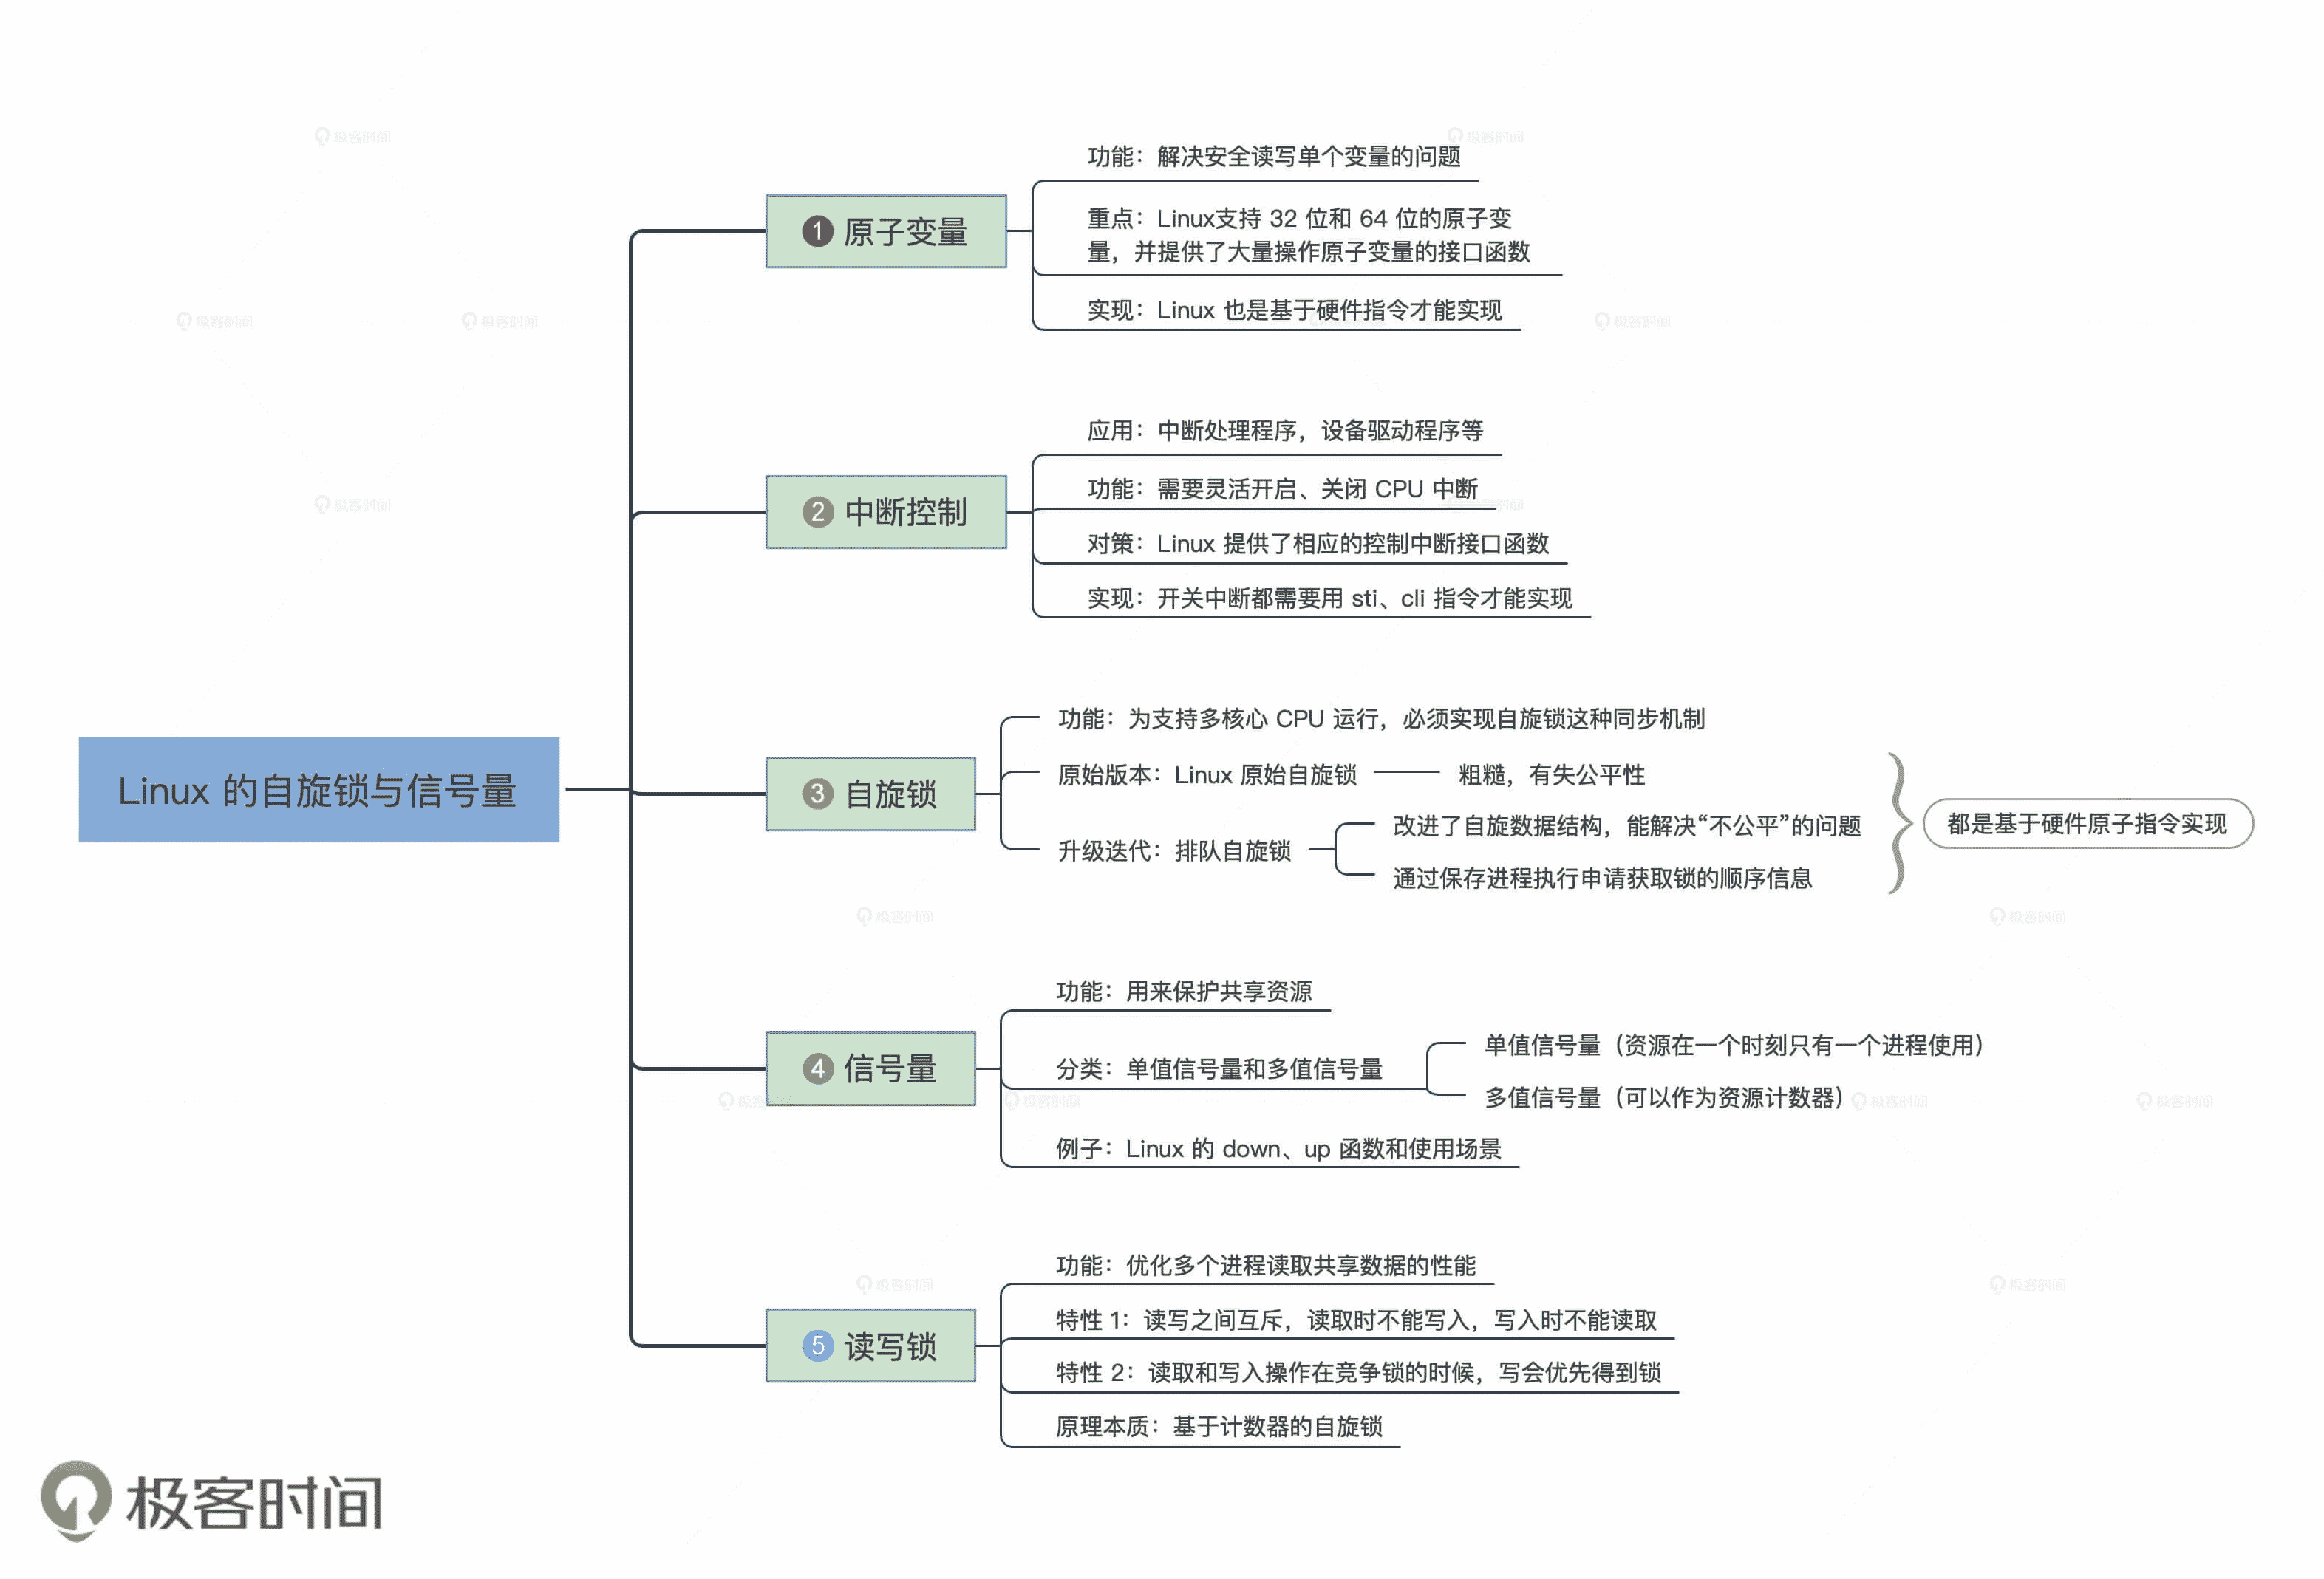 Linux 的自旋锁与信号量
1 原子变量
功能：解决安全读写单个变量的问题
重点：Linux支持 32 位和 64 位的原子变
量，并提供了大量操作原子变量的接口函数
实现：Linux 也是基于硬件指令才能实现
2 中断控制
应用：中断处理程序，设备驱动程序等
功能：需要灵活开启、关闭 CPU 中断
对策：Linux 提供了相应的控制中断接口函数
实现：开关中断都需要用 sti、cli 指令才能实现
3 自旋锁
功能：为支持多核心 CPU 运行，必须实现自旋锁这种同步机制
原始版本：Linux 原始自旋锁
粗糙，有失公平性
升级迭代：排队自旋锁
改进了自旋数据结构，能解决“不公平”的问题
通过保存进程执行申请获取锁的顺序信息
都是基于硬件原子指令实现
4 信号量
功能：用来保护共享资源
分类：单值信号量和多值信号量
单值信号量（资源在一个时刻只有一个进程使用）
多值信号量（可以作为资源计数器）
例子：Linux 的 down、up 函数和使用场景
5 读写锁
功能：优化多个进程读取共享数据的性能
特性 1：读写之间互斥，读取时不能写入，写入时不能读取
特性 2：读取和写入操作在竞争锁的时候，写会优先得到锁
原理本质：基于计数器的自旋锁
极客时间